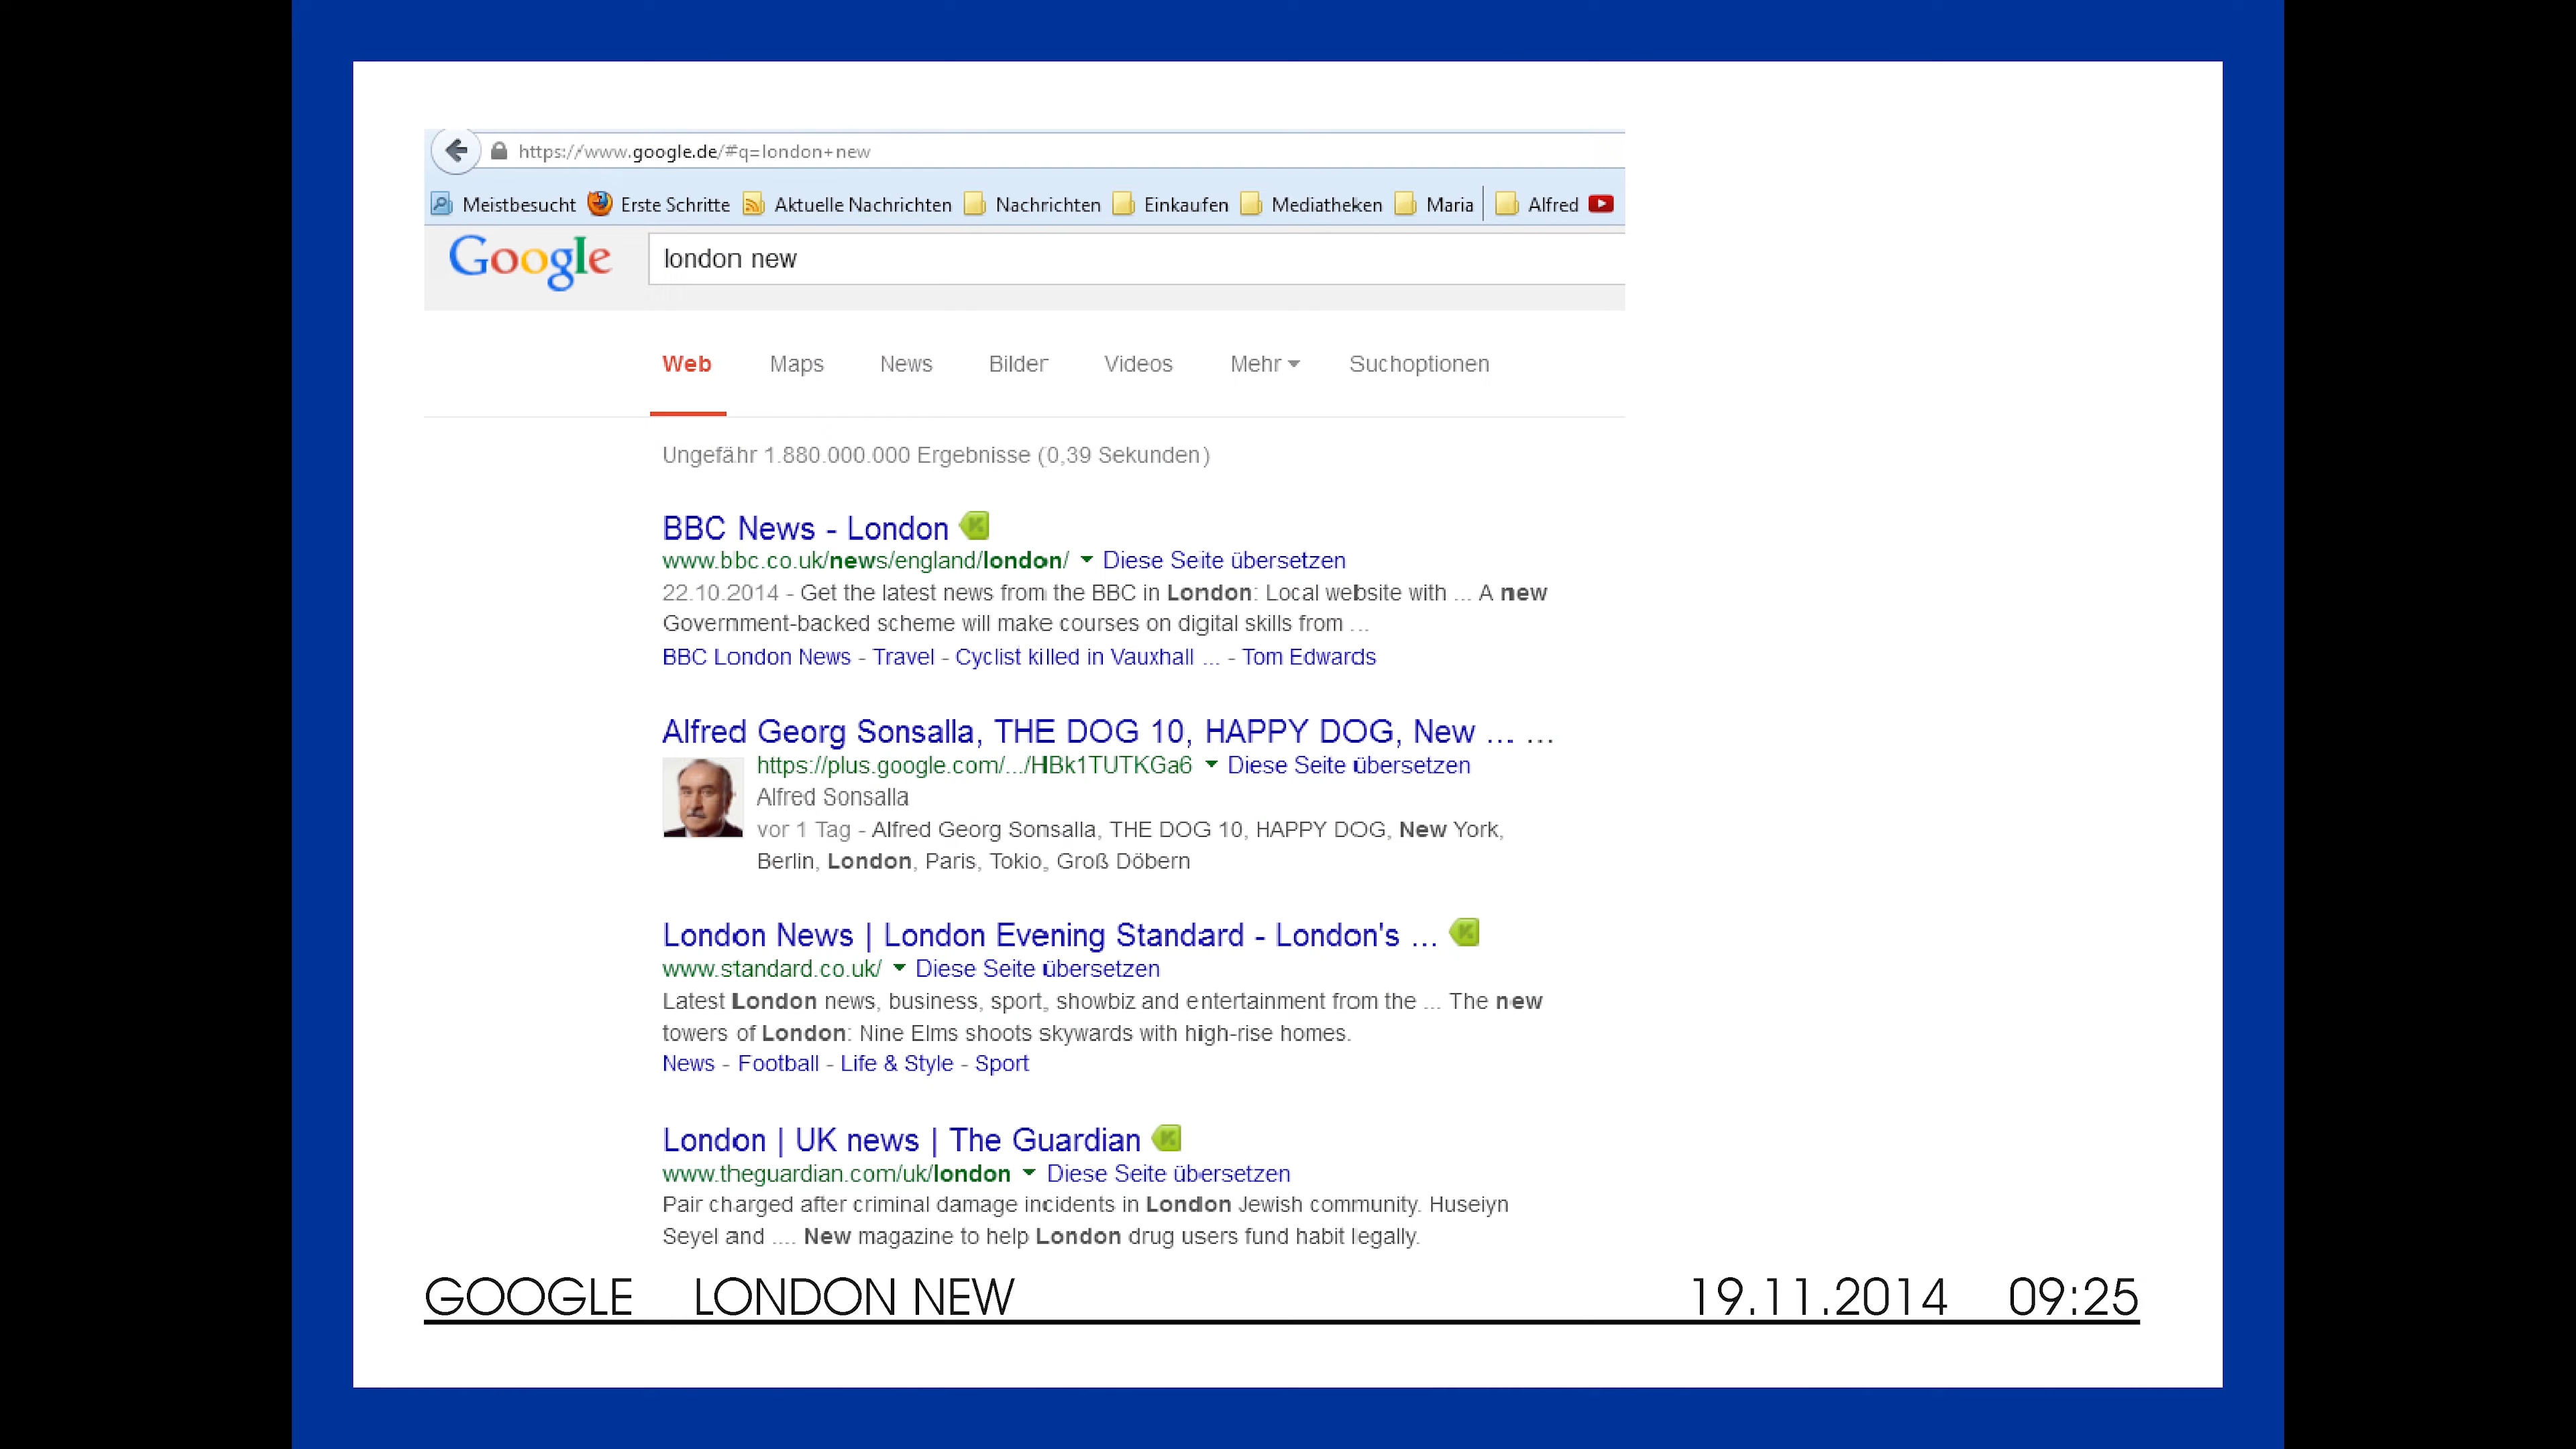 https://www.google.de/#q=london+new
Meistbesucht Erste Schritte Aktuelle Nachrichten Nachrichten Einkaufen Mediatheken Maria Alfred
Google london new
Web Maps News Bilder Videos Mehr Suchoptionen
Ungefähr 1.880.000.000 Ergebnisse (0,39 Sekunden)
BBC News - London
www.bbc.co.uk/news/england/london/ Diese Seite übersetzen
22.10.2014 - Get the latest news from the BBC in London: Local website with ... A new
Government-backed scheme will make courses on digital skills from ...
BBC London News - Travel - Cyclist killed in Vauxhall ... - Tom Edwards
Alfred Georg Sonsalla, THE DOG 10, HAPPY DOG, New ... ...
https://plus.google.com/.../HBk1TUTKGa6 Diese Seite übersetzen
Alfred Sonsalla
vor 1 Tag - Alfred Georg Sonsalla, THE DOG 10, HAPPY DOG, New York,
Berlin, London, Paris, Tokio, Groß Döbern
London News | London Evening Standard - London's ...
www.standard.co.uk/ Diese Seite übersetzen
Latest London news, business, sport, showbiz and entertainment from the ... The new
towers of London: Nine Elms shoots skywards with high-rise homes.
News - Football - Life & Style - Sport
London | UK news | The Guardian
www.theguardian.com/uk/london Diese Seite übersetzen
Pair charged after criminal damage incidents in London Jewish community. Huseiyn
Seyel and .... New magazine to help London drug users fund habit legally.
GOOGLE LONDON NEW 19.11.2014 09:25